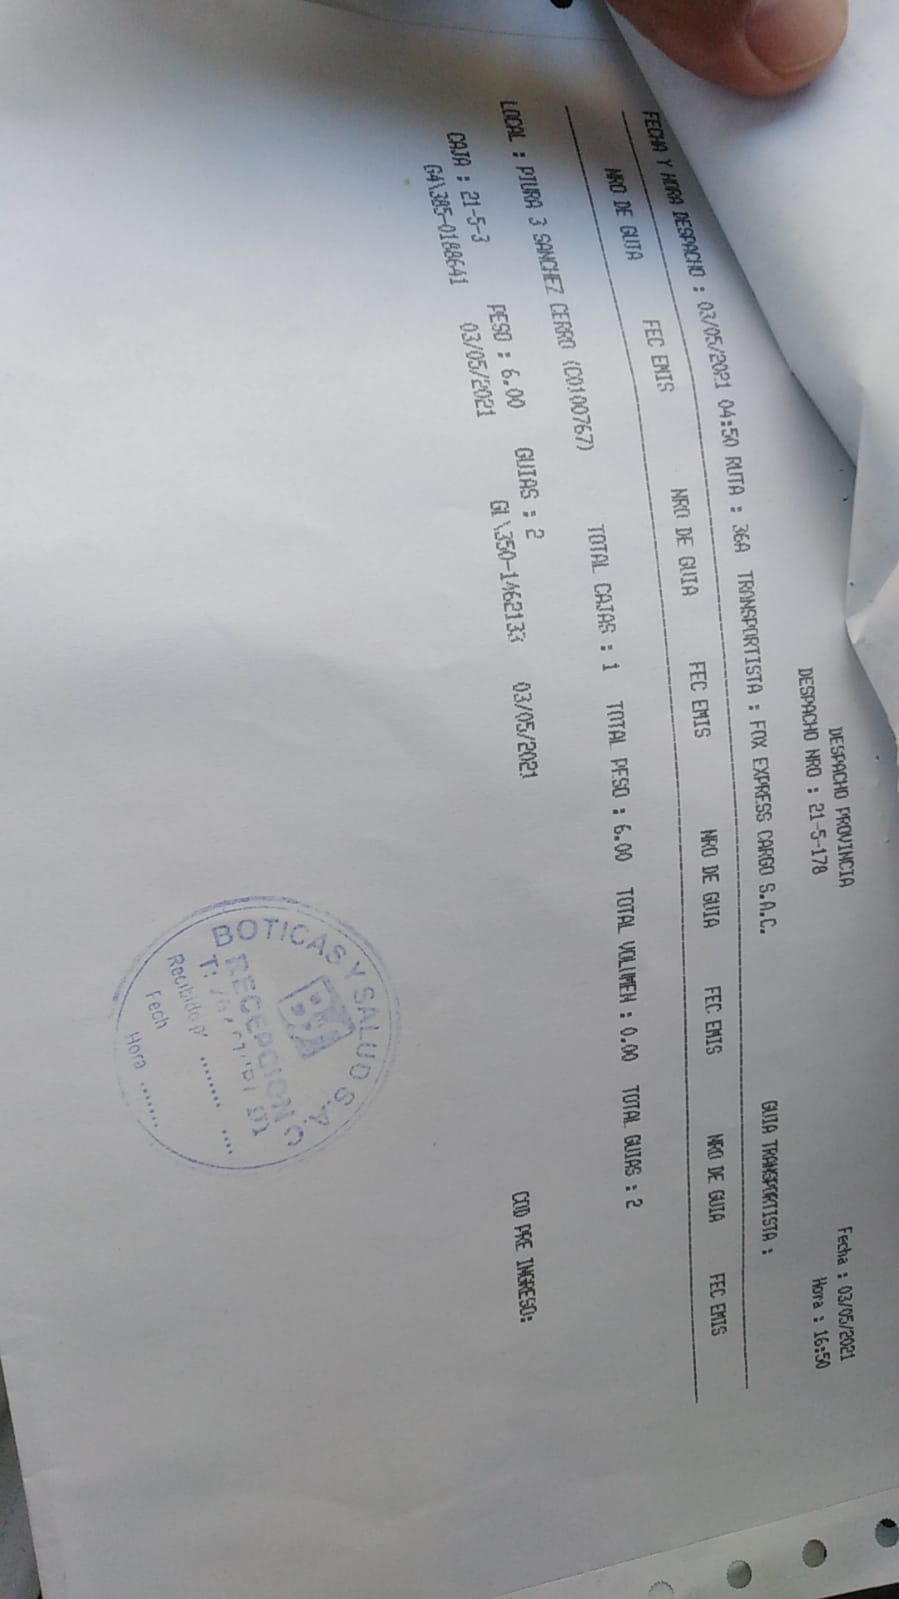 DESPACHO PROVINCIA
Fecha : 03/05/2021
DESPACHO NRO : 21-5-178
Hora : 16:50
FECHA Y HORA DESPACHO : 03/05/2021 04:50 RUTA : 36A TRANSPORTISTA : FOX EXPRESS CARGO S.A.C. GUIA TRANSPORTISTA :
NRO DE GUIA FEC EMIS NRO DE GUIA FEC EMIS NRO DE GUIA FEC EMIS NRO DE GUIA FEC EMIS
LOCAL : PIURA 3 SANCHEZ CERRO (C0100767) TOTAL CAJAS : 1 TOTAL PESO : 6.00 TOTAL VOLUMEN : 0.00 TOTAL GUIAS : 2
CAJA : 21-5-3 PESO : 6.00 GUIAS : 2 COD PRE INGRESO:
G4\385-0188641 03/05/2021 GL\350-1462133 03/05/2021
BOTICAS Y SALUD S.A.C
RECEPCION
Recibido p'
Fech
Hora